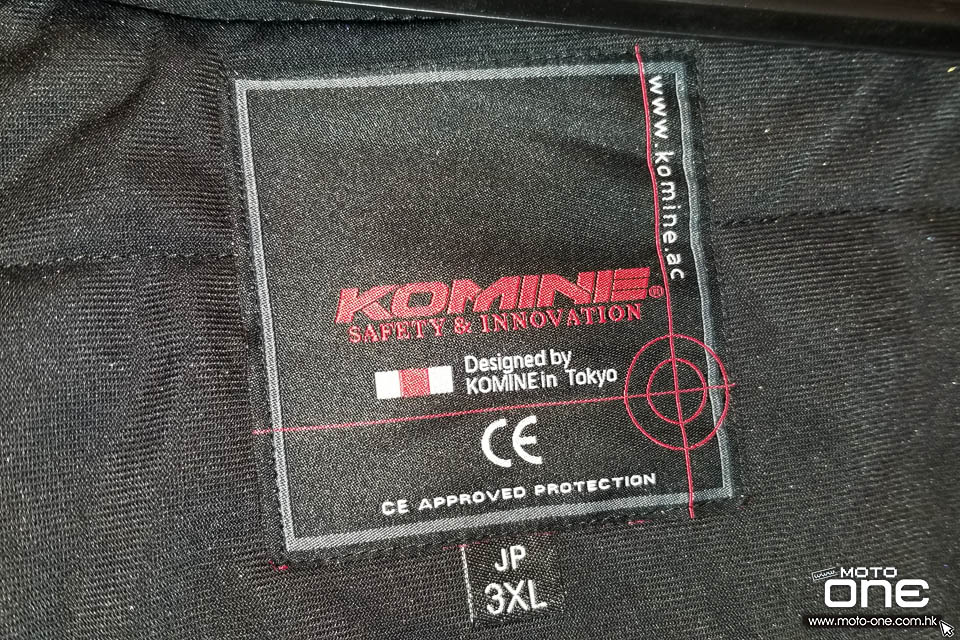 www.komine.ac
KOMINE®
SAFETY & INNOVATION
Designed by
KOMINE in Tokyo
CE
CE APPROVED PROTECTION
JP
3XL
www. MOTO
ONE
www.moto-one.com.hk